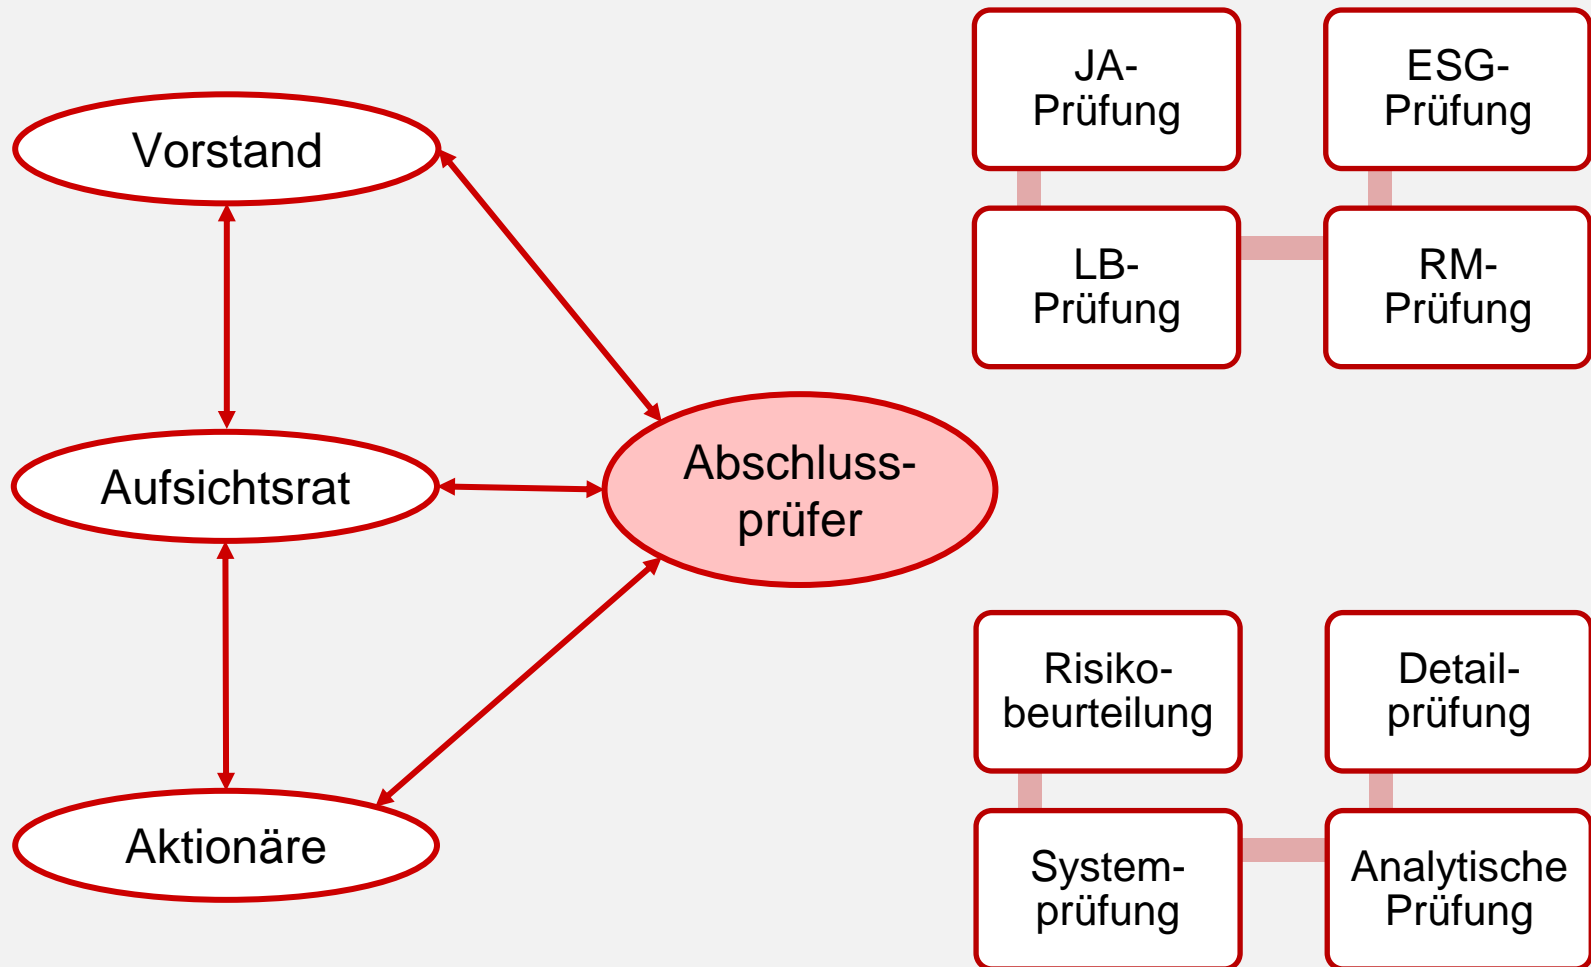 Vorstand
Aufsichtsrat
Aktionäre
Abschluss-
prüfer
JA-
Prüfung
ESG-
Prüfung
LB-
Prüfung
RM-
Prüfung
Risiko-
beurteilung
Detail-
prüfung
System-
prüfung
Analytische
Prüfung